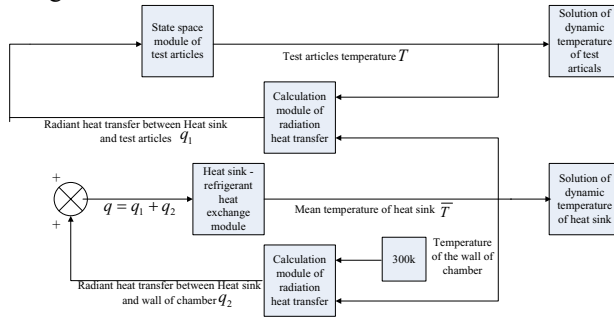 State space
module of
test articles
Test articles temperature T
Solution of
dynamic
temperature
of test
articals
Calculation
module of
radiation
heat transfer
Radiant heat transfer between Heat sink
and test articles q₁
+
+
q = q₁ + q₂
Heat sink -
refrigerant
heat
exchange
module
Mean temperature of heat sink T̅
Solution of
dynamic
temperature
of heat sink
Calculation
module of
radiation
heat transfer
300k
Temperature
of the wall of
chamber
Radiant heat transfer between Heat sink
and wall of chamber q₂